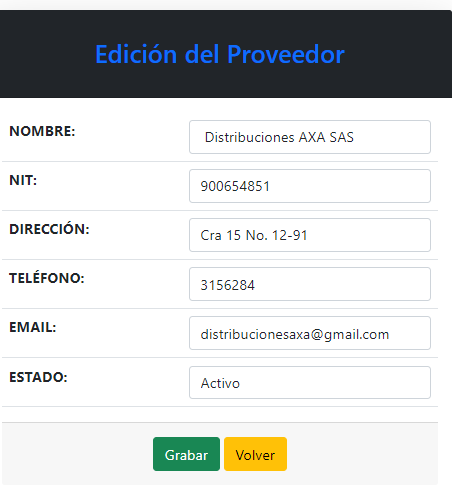 Edición del Proveedor
NOMBRE: Distribuciones AXA SAS
NIT: 900654851
DIRECCIÓN: Cra 15 No. 12-91
TELÉFONO: 3156284
EMAIL: distribucionesaxa@gmail.com
ESTADO: Activo
Grabar Volver